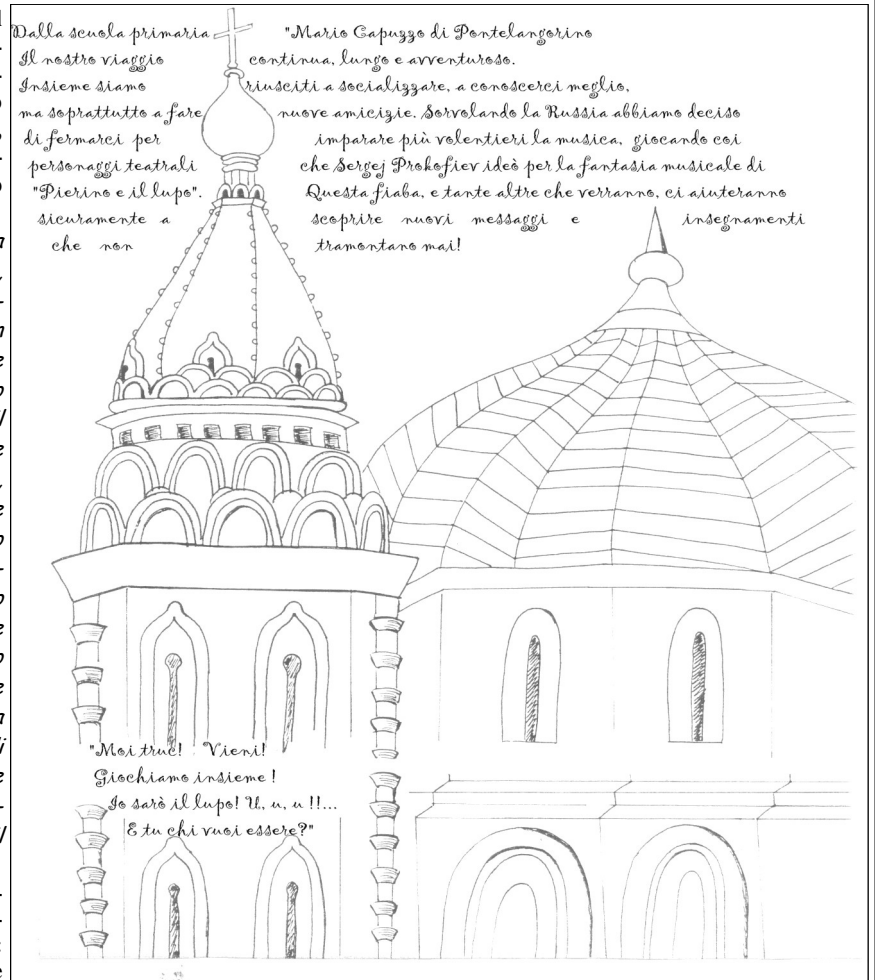 Dalla scuola primaria "Mario Capuzzo di Pontelangorino
Il nostro viaggio continua, lungo e avventuroso.
Insieme siamo riusciti a socializzare, a conoscerci meglio,
ma soprattutto a fare nuove amicizie. Sorvolando la Russia abbiamo deciso
di fermarci per imparare più volentieri la musica, giocando coi
personaggi teatrali che Sergej Prokofiev ideò per la fantasia musicale di
"Pierino e il lupo". Questa fiaba, e tante altre che verranno, ci aiuteranno
sicuramente a scoprire nuovi messaggi e insegnamenti
che non tramontano mai!
"Moi truc! Vieni!
Giochiamo insieme !
Io sarò il lupo! U, u, u !!...
E tu chi vuoi essere?"